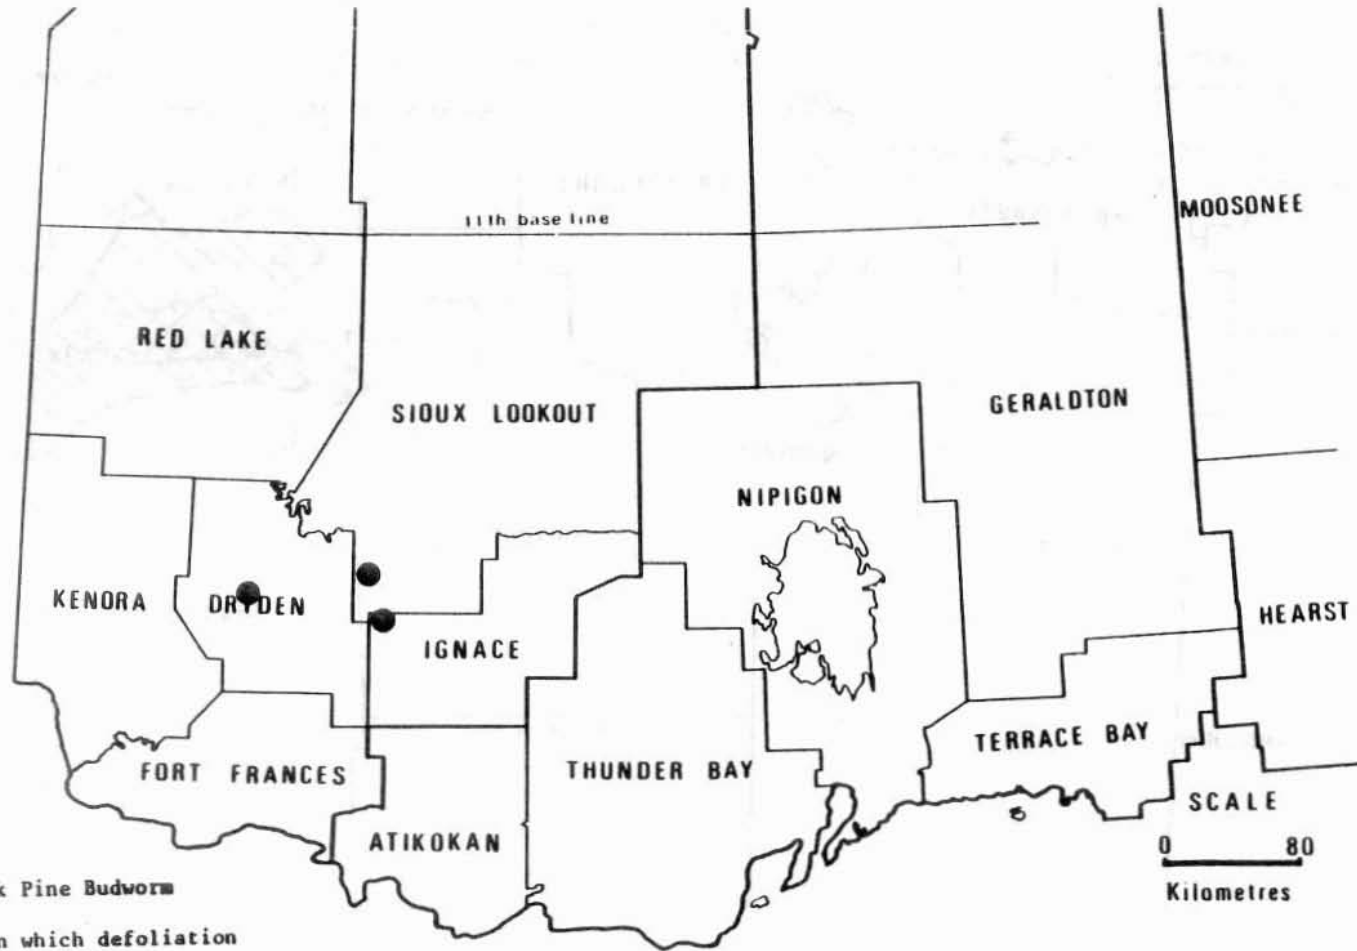 11th base line
MOOSONEE
RED LAKE
SIOUX LOOKOUT
GERALDTON
NIPIGON
KENORA
DRYDEN
IGNACE
HEARST
TERRACE BAY
FORT FRANCES
THUNDER BAY
ATIKOKAN
SCALE
0 80
Kilometres
Pine Budworm
which defoliation